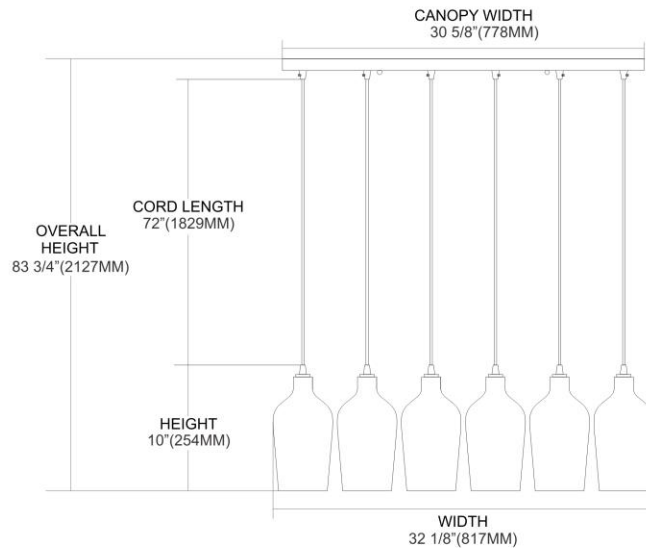 CANOPY WIDTH
30 5/8"(778MM)
CORD LENGTH
72"(1829MM)
OVERALL
HEIGHT
83 3/4"(2127MM)
HEIGHT
10"(254MM)
WIDTH
32 1/8"(817MM)